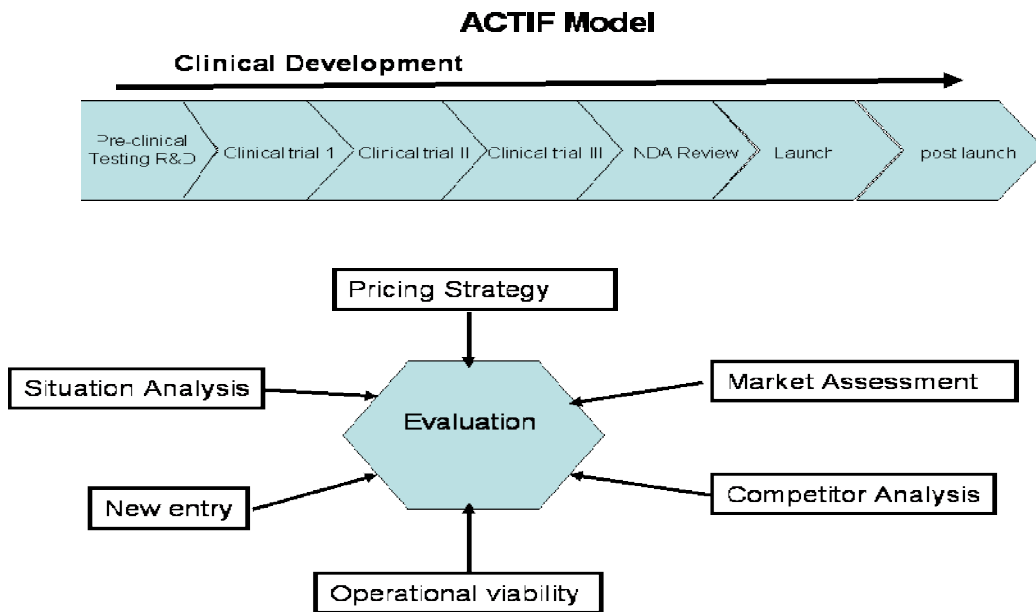 ACTIF Model
Clinical Development
Pre-clinical
Testing R&D
Clinical trial 1
Clinical trial II
Clinical trial III
NDA Review
Launch
post launch
Pricing Strategy
Situation Analysis
Market Assessment
Evaluation
New entry
Competitor Analysis
Operational viability